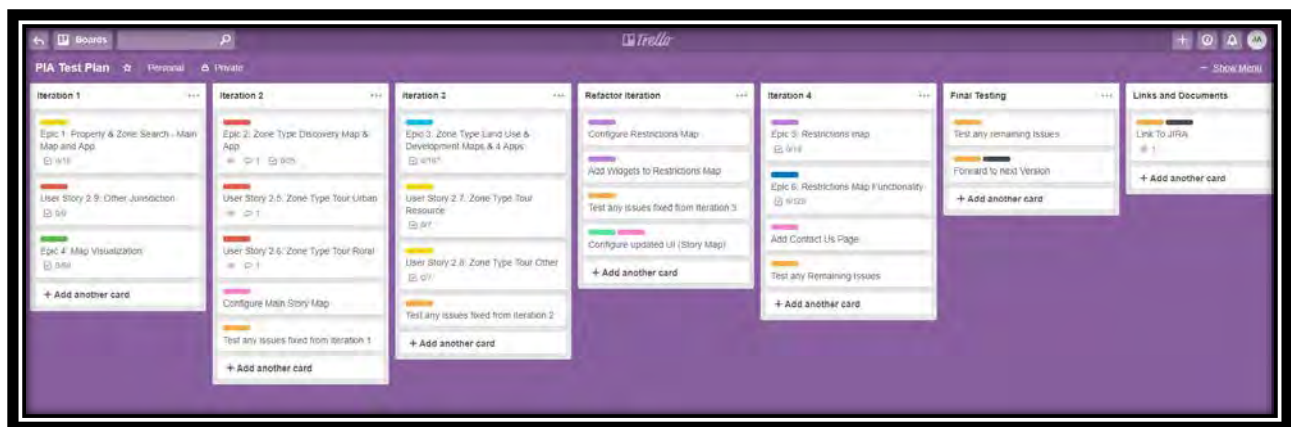 Boards
Trello
JA
PIA Test Plan
Personal
Private
Show Menu
Iteration 1
Epic 1: Property & Zone Search - Main
Map and App
User Story 2.9: Other Jurisdiction
Epic 4: Map Visualization
+ Add another card
Iteration 2
Epic 2: Zone Type Discovery Map &
App
1
User Story 2.5: Zone Type Tour Urban
1
User Story 2.6: Zone Type Tour Rural
1
Configure Main Story Map
Test any issues fixed from Iteration 1
+ Add another card
Iteration 3
Epic 3: Zone Type Land Use &
Development Maps & 4 Apps
User Story 2.7: Zone Type Tour
Resource
0/7
User Story 2.8: Zone Type Tour Other
0/7
Test any issues fixed from Iteration 2
+ Add another card
Refactor Iteration
Configure Restrictions Map
Add Widgets to Restrictions Map
Test any issues fixed from Iteration 3
Configure updated UI (Story Map)
+ Add another card
Iteration 4
Epic 5: Restrictions map
Epic 6: Restrictions Map Functionality
Add Contact Us Page
Test any Remaining Issues
+ Add another card
Final Testing
Test any remaining Issues
Forward to next Version
+ Add another card
Links and Documents
Link To JIRA
1
+ Add another card